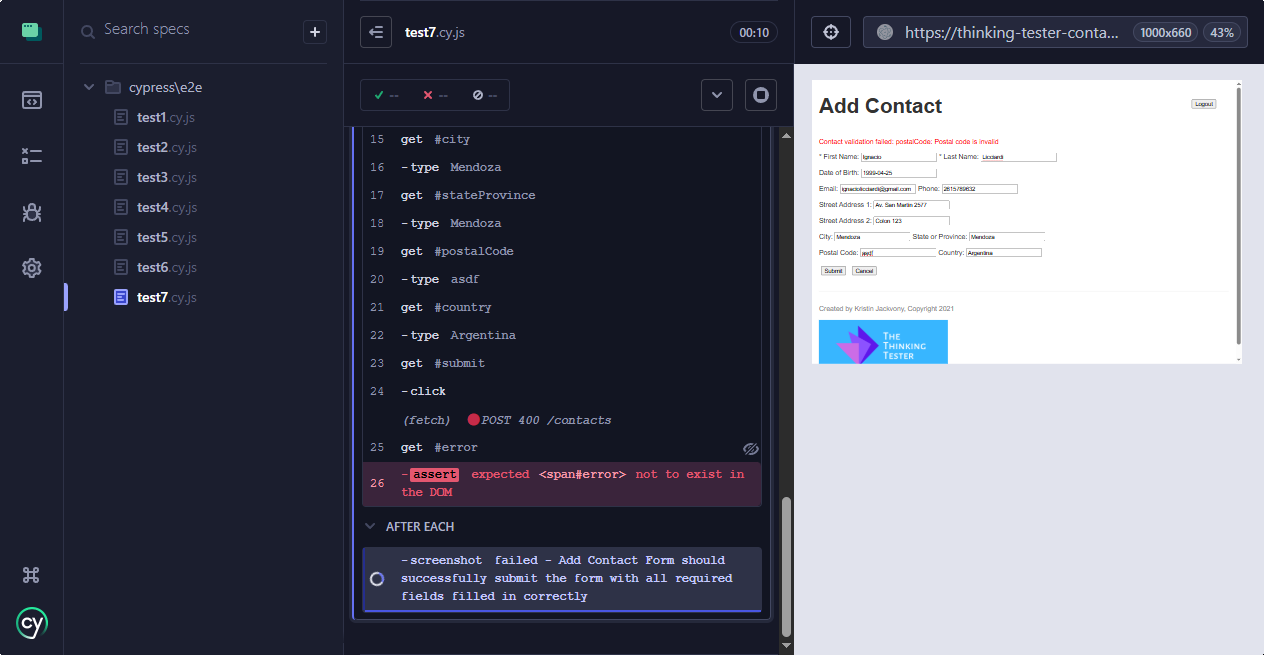 Search specs
+
cypress\e2e
test1.cy.js
test2.cy.js
test3.cy.js
test4.cy.js
test5.cy.js
test6.cy.js
test7.cy.js
cy
test7.cy.js
00:10
-- -- --
15 get #city
16 -type Mendoza
17 get #stateProvince
18 -type Mendoza
19 get #postalCode
20 -type asdf
21 get #country
22 -type Argentina
23 get #submit
24 -click
(fetch) POST 400 /contacts
25 get #error
26 -assert expected <span#error> not to exist in
the DOM
AFTER EACH
-screenshot failed - Add Contact Form should
successfully submit the form with all required
fields filled in correctly
https://thinking-tester-conta...
1000x660
43%
Add Contact
Logout
Contact validation failed: postalCode: Postal code is invalid
* First Name: Ignacio * Last Name: Licciardi
Date of Birth: 1999-04-25
Email: ignaciolicciardi@gmail.com Phone: 2615789632
Street Address 1: Av. San Martin 2577
Street Address 2: Colon 123
City: Mendoza State or Province: Mendoza
Postal Code: asdf Country: Argentina
Submit Cancel
Created by Kristin Jackvony, Copyright 2021
THE
THINKING
TESTER